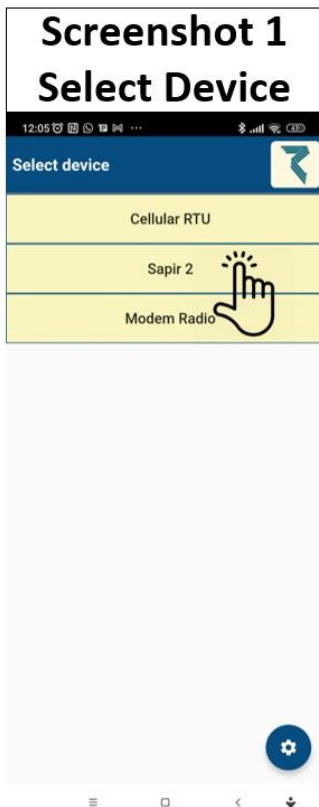 Screenshot 1
Select Device
12:05
Select device
Cellular RTU
Sapir 2
Modem Radio